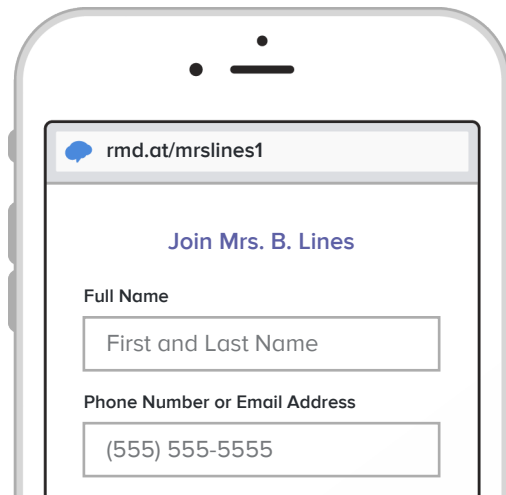 rmd.at/mrslines1
Join Mrs. B. Lines
Full Name
First and Last Name
Phone Number or Email Address
(555) 555-5555